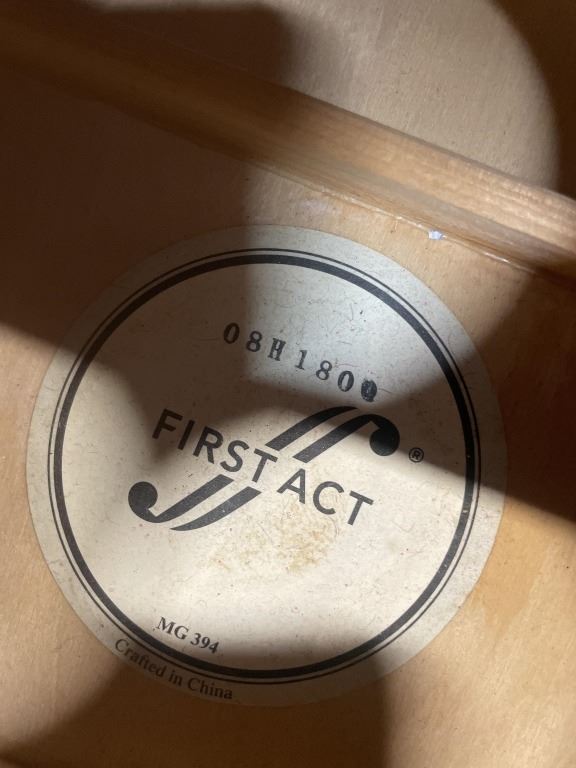 08H1800
FIRST ACT ®
MG 394
Crafted in China